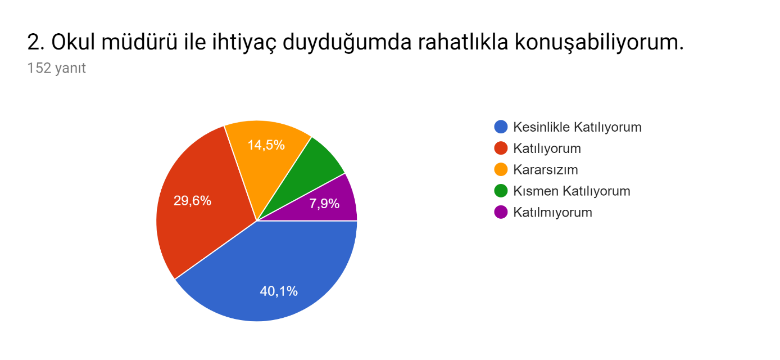 2. Okul müdürü ile ihtiyaç duyduğumda rahatlıkla konuşabiliyorum.
152 yanıt
Kesinlikle Katılıyorum
Katılıyorum
Kararsızım
Kısmen Katılıyorum
Katılmıyorum
14,5%
29,6%
7,9%
40,1%